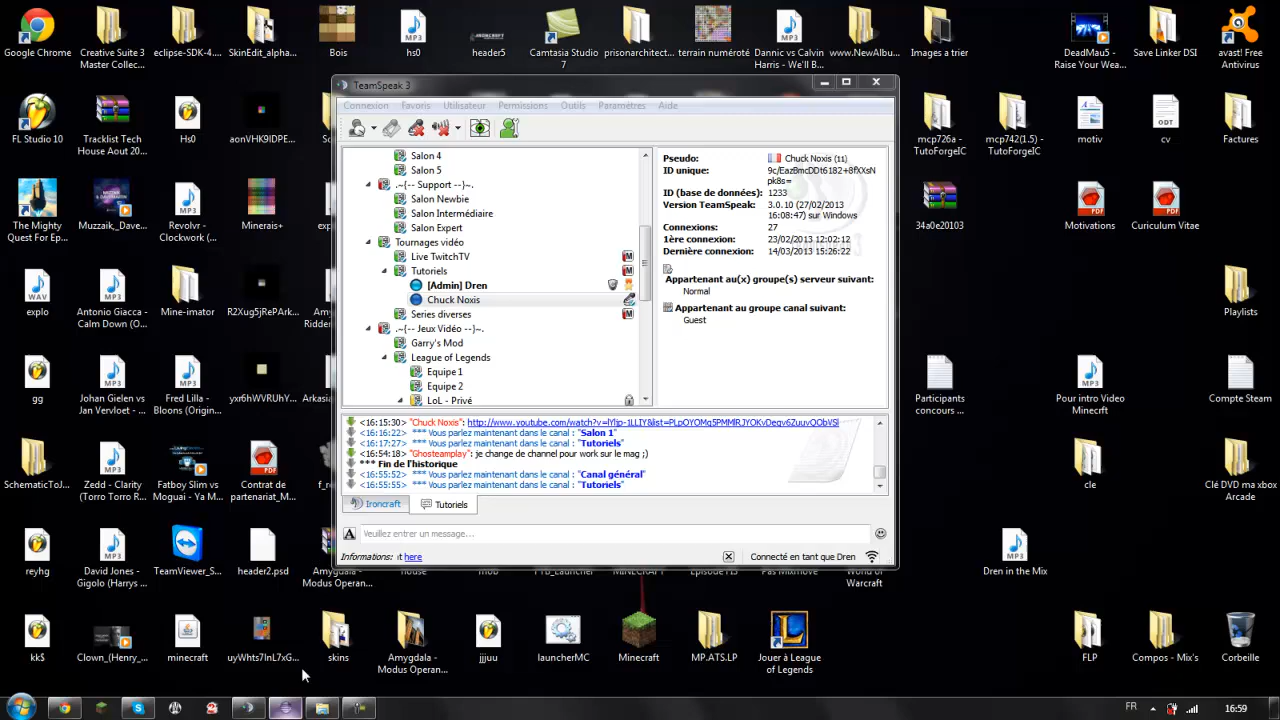 Google Chrome
Creative Suite 3
Master Collec...
eclipse-SDK-4....
SkinEdit_alpha...
Bois
hs0
header5
Camtasia Studio
7
prisonarchitect...
terrain numéroté
Dannic vs Calvin
Harris - We'll B...
www.NewAlbu...
Images a trier
DeadMau5 -
Raise Your Wea...
Save Linker DSI
avast! Free
Antivirus
TeamSpeak 3
Connexion Favoris Utilisateur Permissions Outils Paramètres Aide
FL Studio 10
Tracklist Tech
House Aout 20...
Hs0
aonVHK9IDPE...
mcp726a -
TutoForgeIC
mcp742(1.5) -
TutoForgeIC
motiv
cv
Factures
The Mighty
Quest For Ep...
Muzzaik_Dave...
Revolvr -
Clockwork (...
Minerais+
34a0e20103
Motivations
Curiculum Vitae
Salon 4
Salon 5
.~{-- Support --}~.
Salon Newbie
Salon Intermédiaire
Salon Expert
Tournages vidéo
Live TwitchTV
Tutoriels
[Admin] Dren
Chuck Noxis
Series diverses
.~{-- Jeux Vidéo --}~.
Garry's Mod
League of Legends
Equipe 1
Equipe 2
LoL - Privé
Pseudo: Chuck Noxis (11)
ID unique:
pk8s=
ID (base de données): 1233
Version TeamSpeak: 3.0.10 (27/02/2013
16:08:47) sur Windows
Connexions: 27
1ère connexion: 23/02/2013 12:02:12
Dernière connexion: 14/03/2013 15:26:22
Appartenant au(x) groupe(s) serveur suivant:
Normal
Appartenant au groupe canal suivant:
Guest
explo
Antonio Giacca -
Calm Down (O...
Mine-imator
R2Xug5jRePArk...
Playlists
gg
Johan Gielen vs
Jan Vervloet - ...
Fred Lilla -
Bloons (Origin...
Participants
concours ...
Pour intro Video
Minecrft
Compte Steam
<16:15:30> "Chuck Noxis":
<16:16:22> *** Vous parlez maintenant dans le canal : "Salon 1"
<16:17:27> *** Vous parlez maintenant dans le canal : "Tutoriels"
<16:54:18> "Ghosteamplay": je change de channel pour work sur le mag ;)
*** Fin de l'historique
<16:55:52> *** Vous parlez maintenant dans le canal : "Canal général"
<16:55:55> *** Vous parlez maintenant dans le canal : "Tutoriels"
Ironcraft
Tutoriels
Veuillez entrer un message...
Informations: it here
Connecté en tant que Dren
SchematicToJ...
Zedd - Clarity
(Torro Torro R...
Fatboy Slim vs
Moguai - Ya M...
Contrat de
partenariat_M...
cle
Clé DVD ma xbox
Arcade
reyhg
David Jones -
Gigolo (Harrys ...
TeamViewer_S...
header2.psd
Amygdala -
Modus Operan...
World of
Warcraft
Dren in the Mix
kk$
Clown_(Henry_...
minecraft
uyWhts7InL7xG...
skins
Amygdala -
Modus Operan...
jjjuu
launcherMC
Minecraft
MP.ATS.LP
Jouer à League
of Legends
FLP
Compos - Mix's
Corbeille
FR
16:59